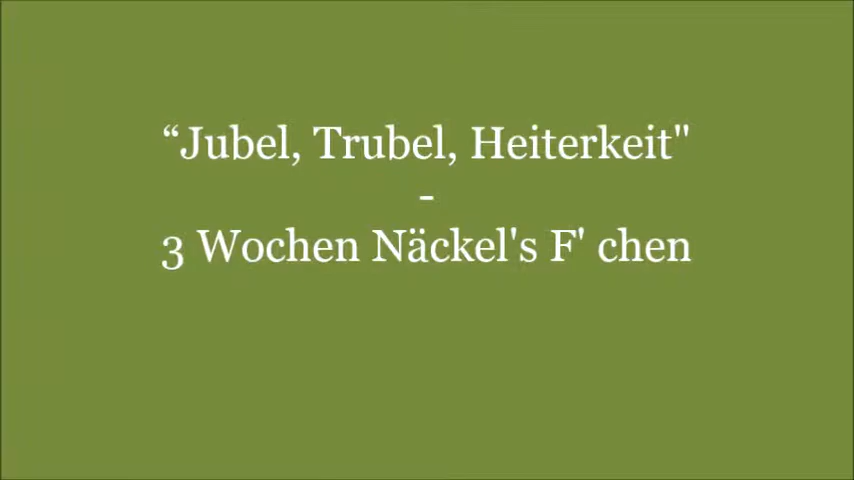 “Jubel, Trubel, Heiterkeit"
-
3 Wochen Näckel's F' chen